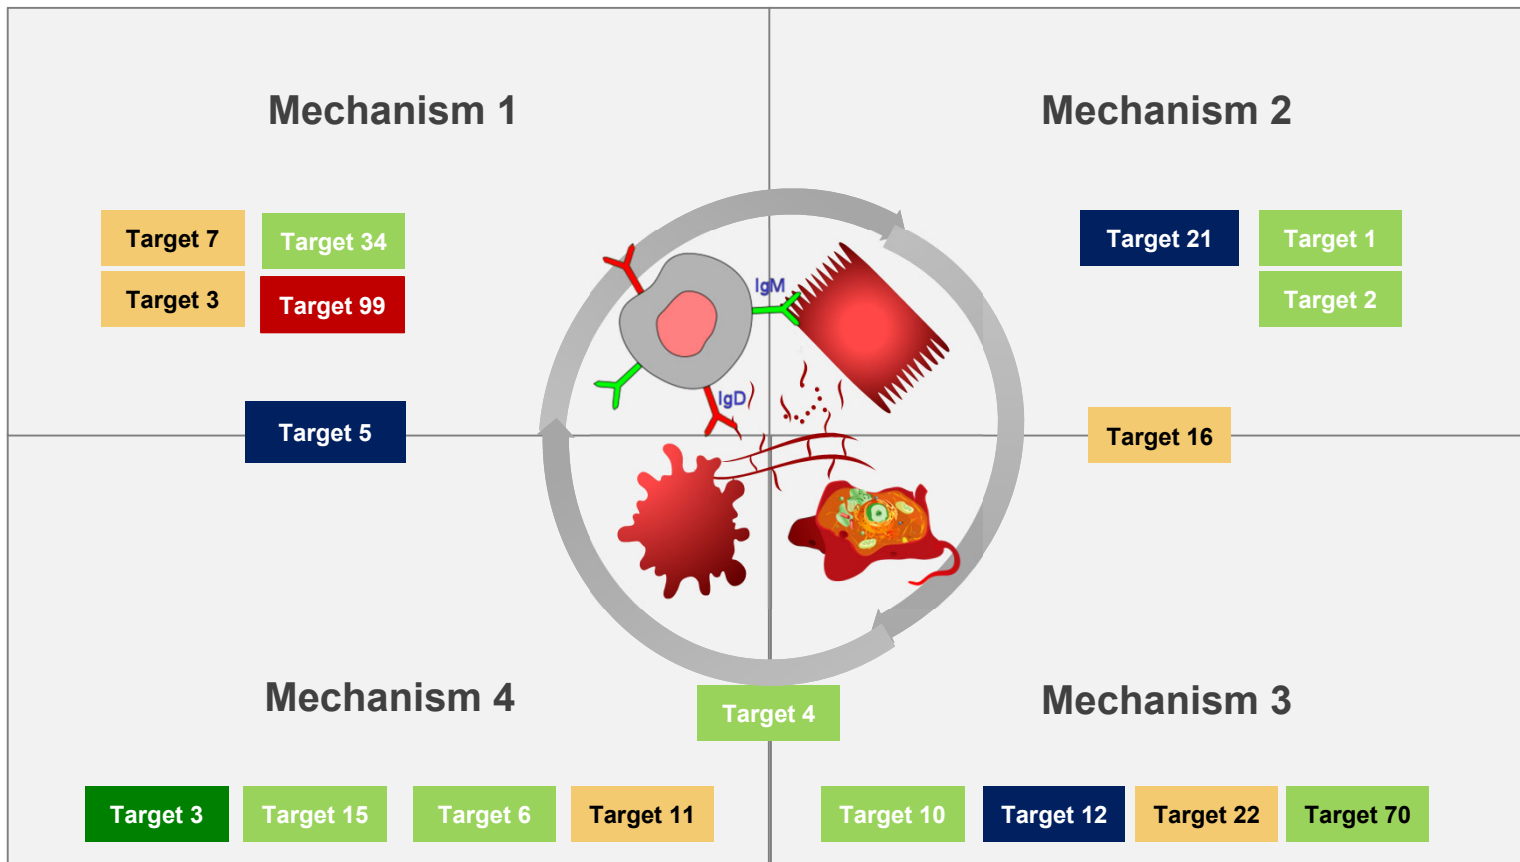 Mechanism 1
Mechanism 2
Target 7
Target 34
Target 3
Target 99
Target 5
Target 21
Target 1
Target 2
Target 16
IgM
IgD
Mechanism 4
Mechanism 3
Target 4
Target 3
Target 15
Target 6
Target 11
Target 10
Target 12
Target 22
Target 70